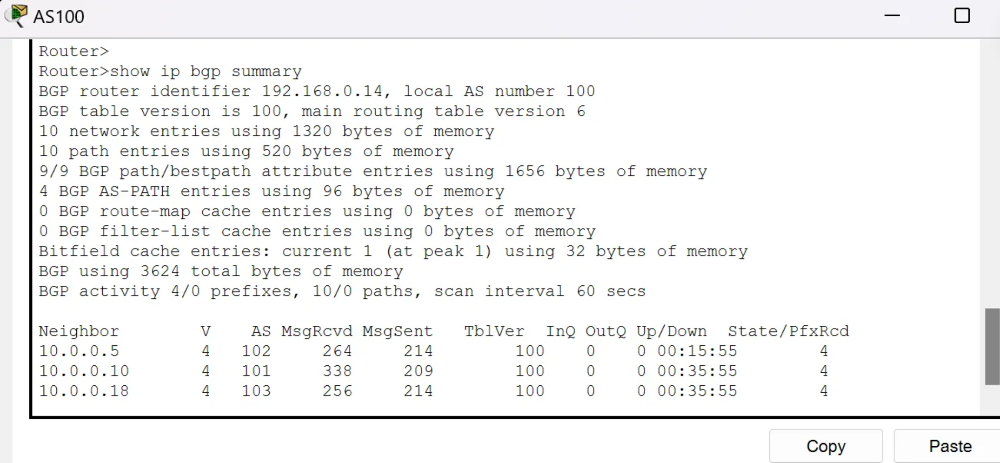 AS100
Router>
Router>show ip bgp summary
BGP router identifier 192.168.0.14, local AS number 100
BGP table version is 100, main routing table version 6
10 network entries using 1320 bytes of memory
10 path entries using 520 bytes of memory
9/9 BGP path/bestpath attribute entries using 1656 bytes of memory
4 BGP AS-PATH entries using 96 bytes of memory
0 BGP route-map cache entries using 0 bytes of memory
0 BGP filter-list cache entries using 0 bytes of memory
Bitfield cache entries: current 1 (at peak 1) using 32 bytes of memory
BGP using 3624 total bytes of memory
BGP activity 4/0 prefixes, 10/0 paths, scan interval 60 secs
Neighbor V AS MsgRcvd MsgSent TblVer InQ OutQ Up/Down State/PfxRcd
10.0.0.5 4 102 264 214 100 0 0 00:15:55 4
10.0.0.10 4 101 338 209 100 0 0 00:35:55 4
10.0.0.18 4 103 256 214 100 0 0 00:35:55 4
Copy Paste